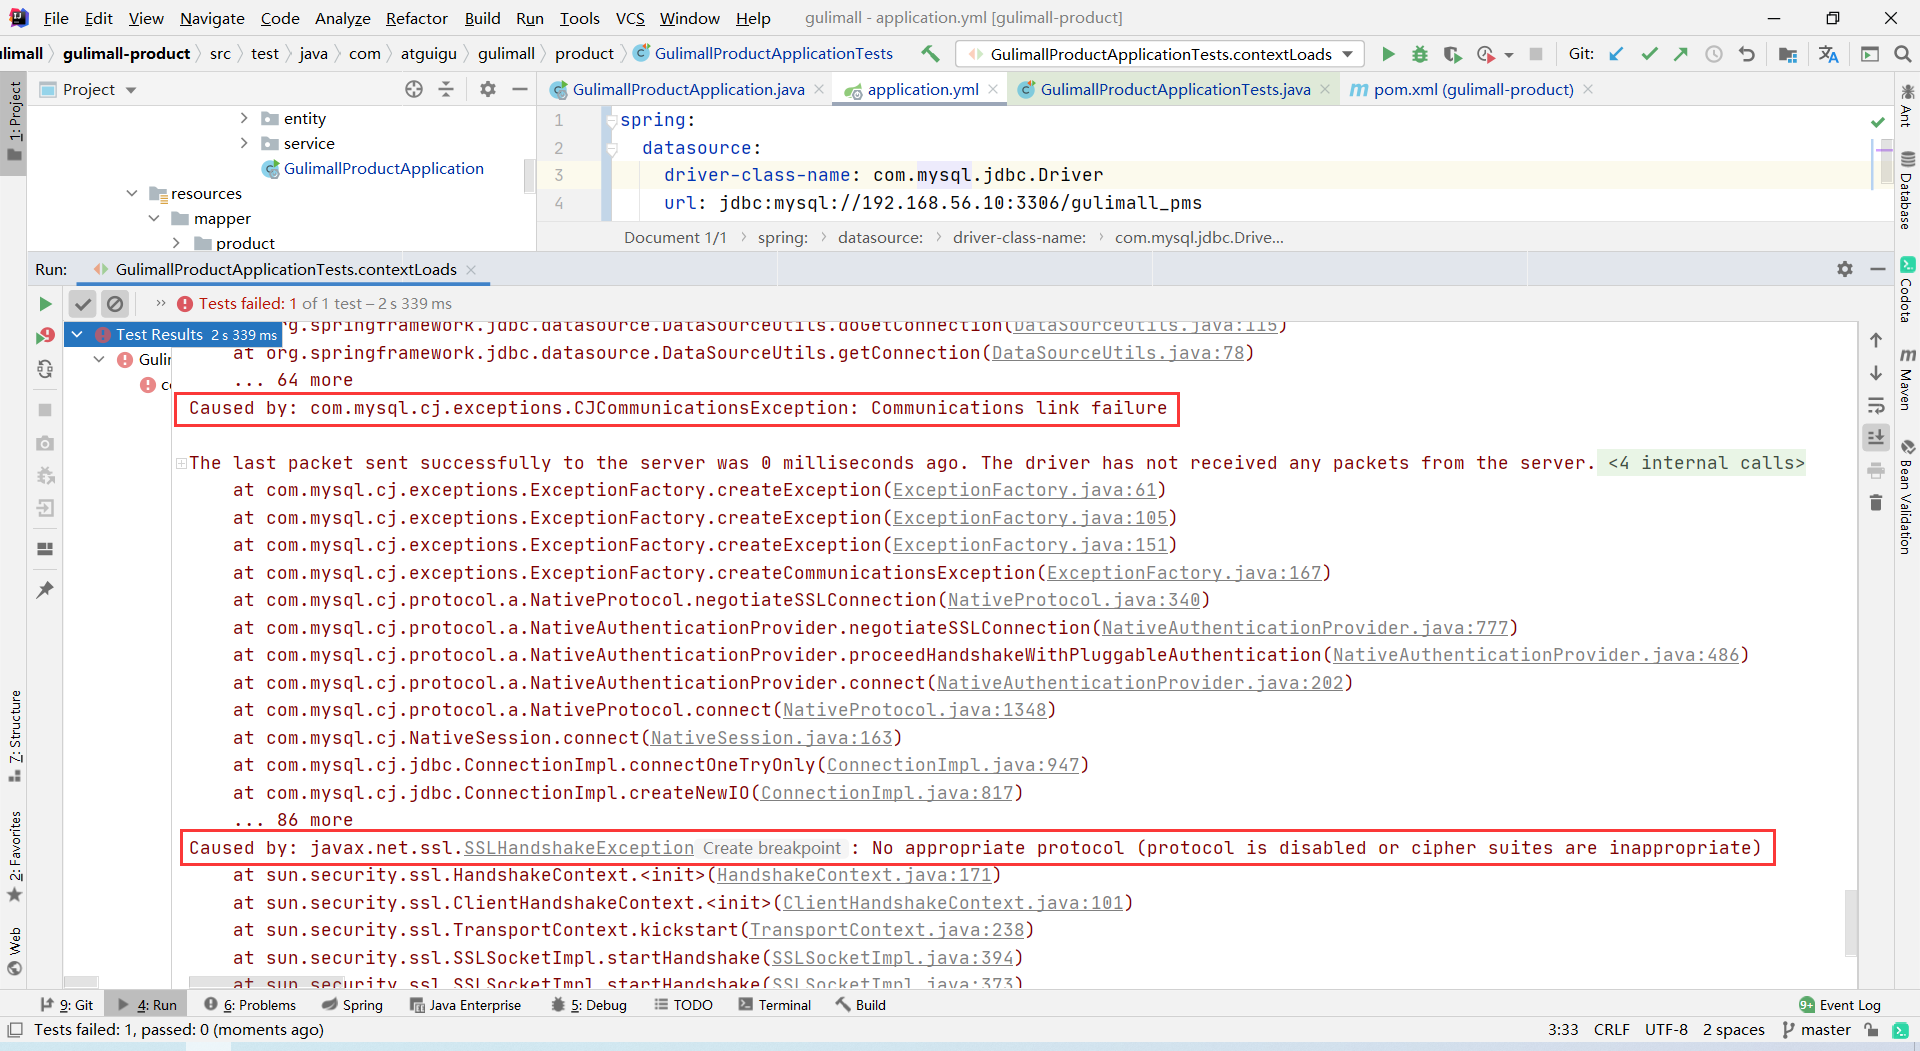 File Edit View Navigate Code Analyze Refactor Build Run Tools VCS Window Help gulimall - application.yml [gulimall-product]
ulimall gulimall-product src test java com atguigu gulimall product GulimallProductApplicationTests GulimallProductApplicationTests.contextLoads Git:
Project GulimallProductApplication.java application.yml GulimallProductApplicationTests.java pom.xml (gulimall-product)
1: Project
entity
service
GulimallProductApplication
resources
mapper
product
1 spring:
2 datasource:
3 driver-class-name: com.mysql.jdbc.Driver
4 url: jdbc:mysql://192.168.56.10:3306/gulimall_pms
Document 1/1 spring: datasource: driver-class-name: com.mysql.jdbc.Drive...
Run: GulimallProductApplicationTests.contextLoads
Tests failed: 1 of 1 test – 2 s 339 ms
Test Results 2 s 339 ms
Gulir
co
org.springframework.jdbc.datasource.DataSourceUtils.doGetConnection(DataSourceUtils.java:115)
at org.springframework.jdbc.datasource.DataSourceUtils.getConnection(DataSourceUtils.java:78)
... 64 more
Caused by: com.mysql.cj.exceptions.CJCommunicationsException: Communications link failure
The last packet sent successfully to the server was 0 milliseconds ago. The driver has not received any packets from the server. <4 internal calls>
at com.mysql.cj.exceptions.ExceptionFactory.createException(ExceptionFactory.java:61)
at com.mysql.cj.exceptions.ExceptionFactory.createException(ExceptionFactory.java:105)
at com.mysql.cj.exceptions.ExceptionFactory.createException(ExceptionFactory.java:151)
at com.mysql.cj.exceptions.ExceptionFactory.createCommunicationsException(ExceptionFactory.java:167)
at com.mysql.cj.protocol.a.NativeProtocol.negotiateSSLConnection(NativeProtocol.java:340)
at com.mysql.cj.protocol.a.NativeAuthenticationProvider.negotiateSSLConnection(NativeAuthenticationProvider.java:777)
at com.mysql.cj.protocol.a.NativeAuthenticationProvider.proceedHandshakeWithPluggableAuthentication(NativeAuthenticationProvider.java:486)
at com.mysql.cj.protocol.a.NativeAuthenticationProvider.connect(NativeAuthenticationProvider.java:202)
at com.mysql.cj.protocol.a.NativeProtocol.connect(NativeProtocol.java:1348)
at com.mysql.cj.NativeSession.connect(NativeSession.java:163)
at com.mysql.cj.jdbc.ConnectionImpl.connectOneTryOnly(ConnectionImpl.java:947)
at com.mysql.cj.jdbc.ConnectionImpl.createNewIO(ConnectionImpl.java:817)
... 86 more
Caused by: javax.net.ssl.SSLHandshakeException Create breakpoint : No appropriate protocol (protocol is disabled or cipher suites are inappropriate)
at sun.security.ssl.HandshakeContext.<init>(HandshakeContext.java:171)
at sun.security.ssl.ClientHandshakeContext.<init>(ClientHandshakeContext.java:101)
at sun.security.ssl.TransportContext.kickstart(TransportContext.java:238)
at sun.security.ssl.SSLSocketImpl.startHandshake(SSLSocketImpl.java:394)
at sun.security.ssl.SSLSocketImpl.startHandshake(SSLSocketImpl.java:373)
7: Structure
2: Favorites
Web
Ant
Database
Codota
Maven
Bean Validation
9: Git 4: Run 6: Problems Spring Java Enterprise 5: Debug TODO Terminal Build 9+ Event Log
Tests failed: 1, passed: 0 (moments ago) 3:33 CRLF UTF-8 2 spaces master